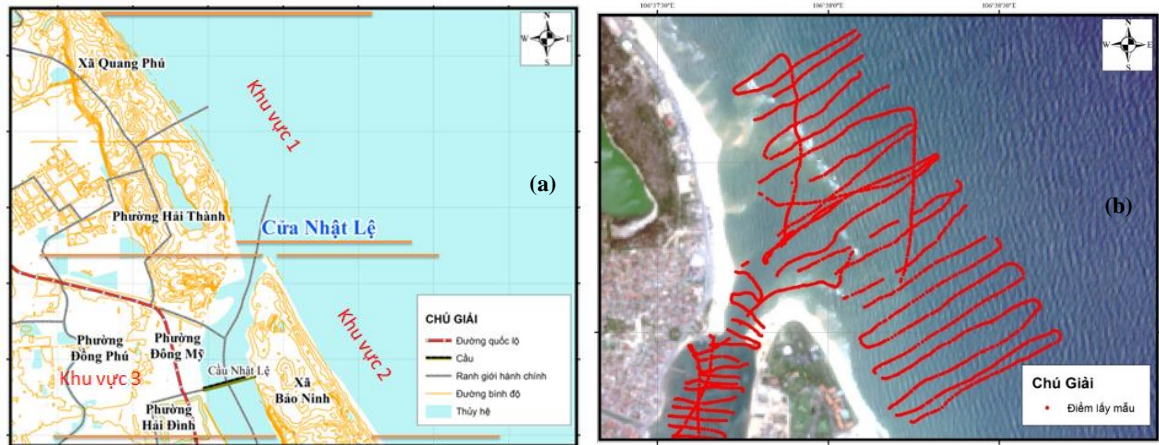 N
W E
S
Xã Quang Phú
Khu vực 1
(a)
Phường Hải Thành
Cửa Nhật Lệ
Khu vực 2
Phường
Đồng Phú
Phường
Đông Mỹ
Khu vực 3
Cầu Nhật Lệ
Xã
Bảo Ninh
Phường
Hải Đình
CHÚ GIẢI
Đường quốc lộ
Cầu
Ranh giới hành chính
Đường bình độ
Thủy hệ
106°37'30"E
106°38'0"E
106°38'30"E
N
W E
S
(b)
Chú Giải
Điểm lấy mẫu